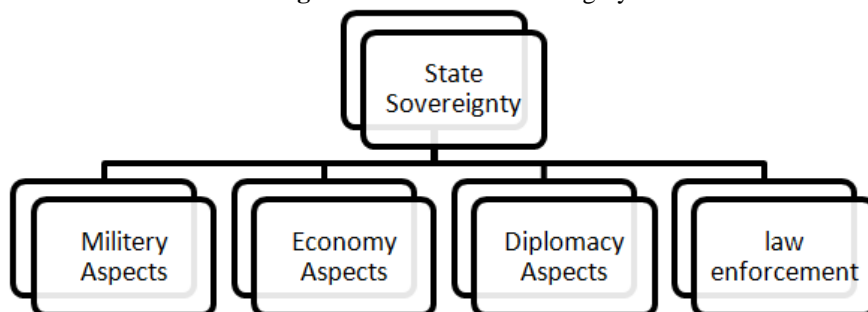 State
Sovereignty
Militery
Aspects
Economy
Aspects
Diplomacy
Aspects
law
enforcement